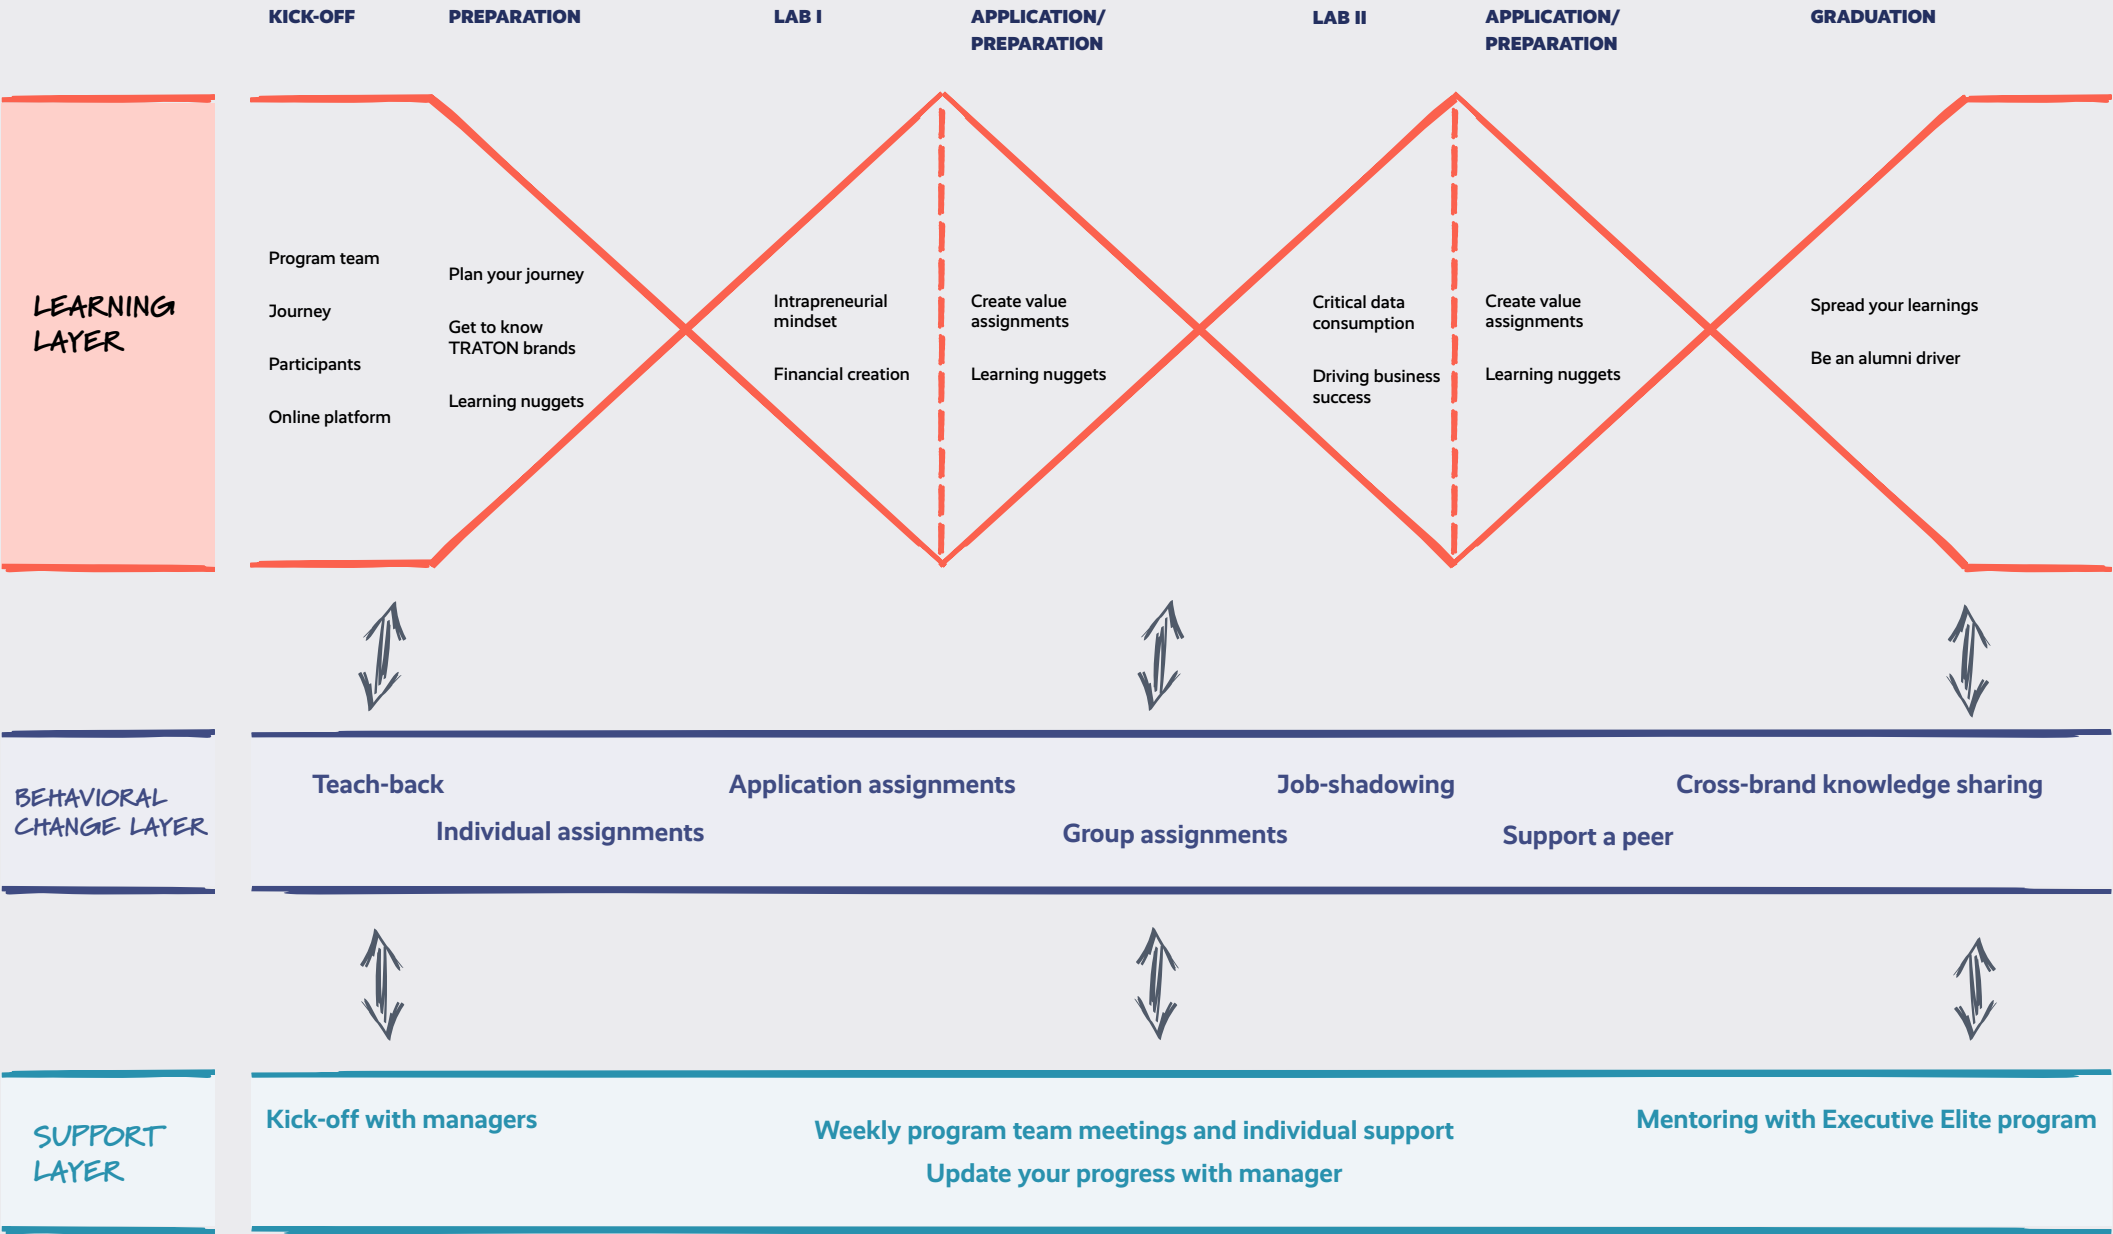 KICK-OFF
PREPARATION
LAB I
APPLICATION/
PREPARATION
LAB II
APPLICATION/
PREPARATION
GRADUATION
LEARNING
LAYER
Program team
Journey
Participants
Online platform
Plan your journey
Get to know
TRATON brands
Learning nuggets
Intrapreneurial
mindset
Financial creation
Create value
assignments
Learning nuggets
Critical data
consumption
Driving business
success
Create value
assignments
Learning nuggets
Spread your learnings
Be an alumni driver
BEHAVIORAL
CHANGE LAYER
Teach-back
Individual assignments
Application assignments
Group assignments
Job-shadowing
Support a peer
Cross-brand knowledge sharing
SUPPORT
LAYER
Kick-off with managers
Weekly program team meetings and individual support
Update your progress with manager
Mentoring with Executive Elite program